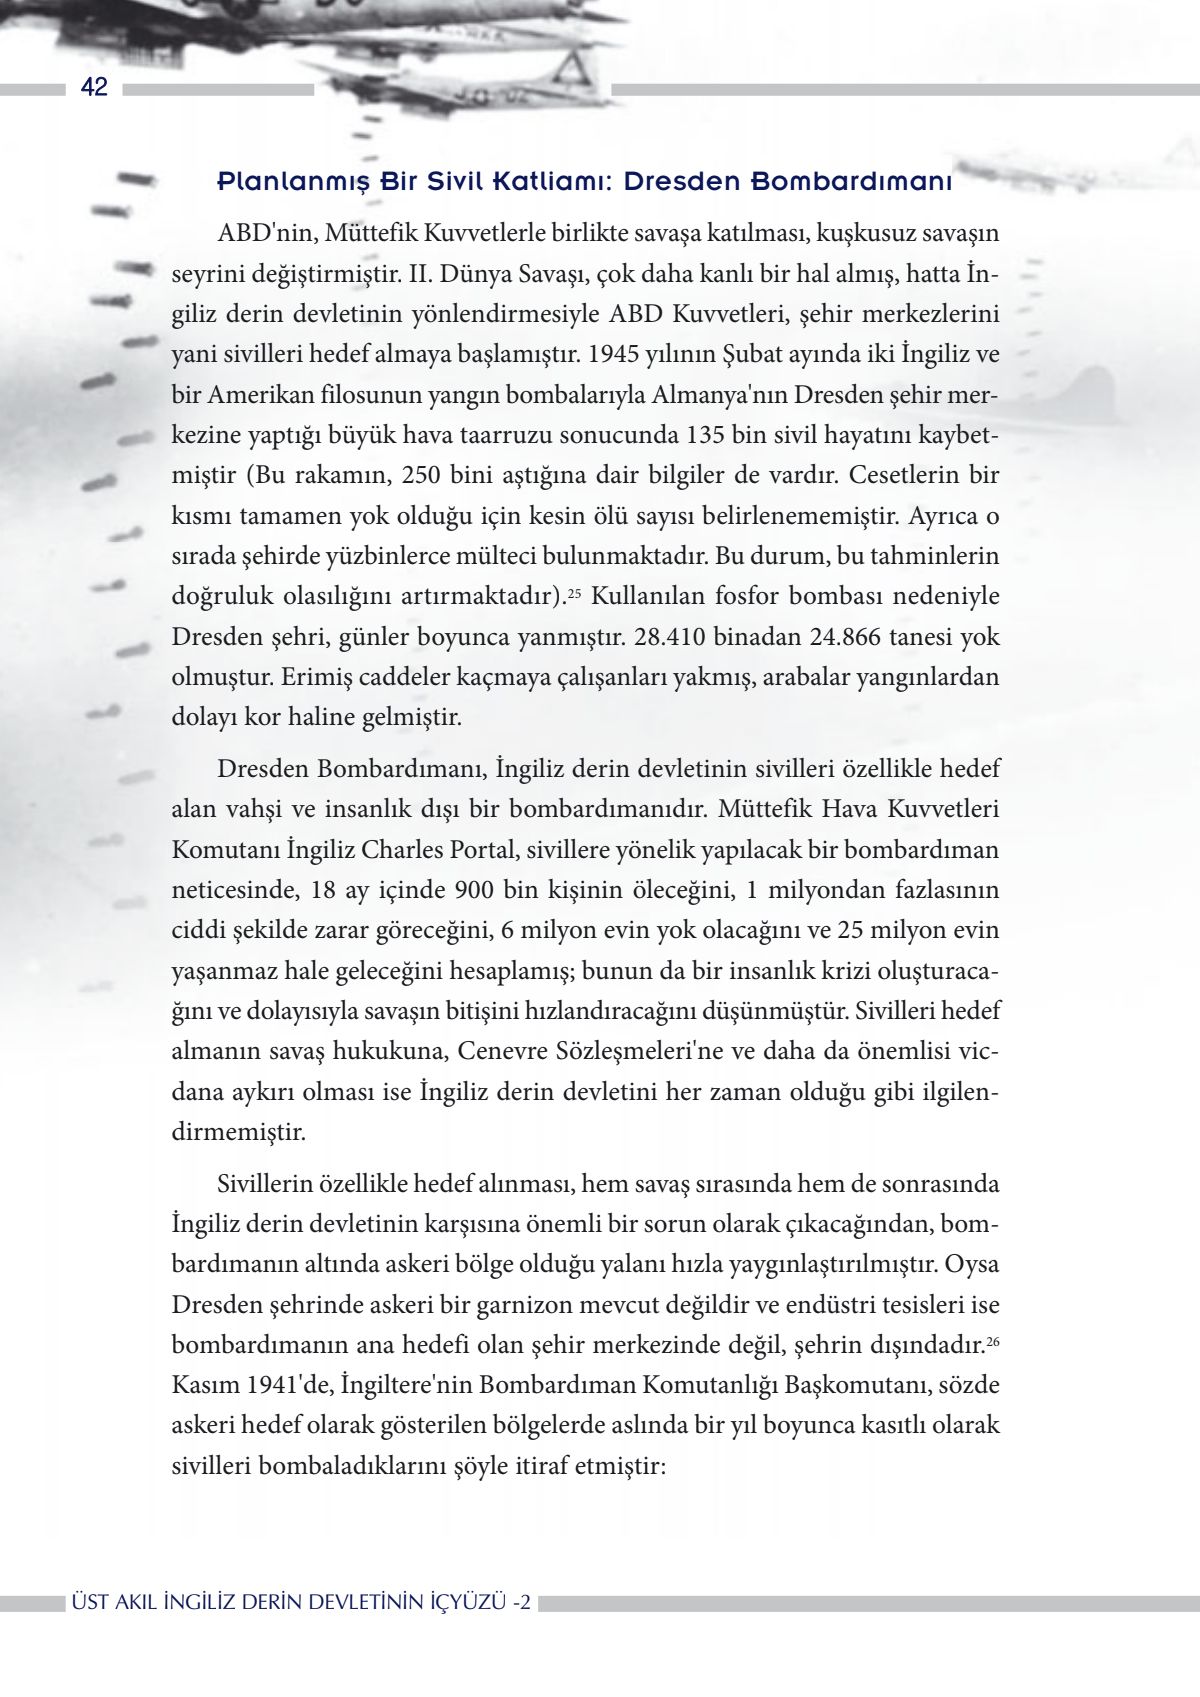 42
Planlanmış Bir Sivil Katliamı: Dresden Bombardımanı
ABD'nin, Müttefik Kuvvetlerle birlikte savaşa katılması, kuşkusuz savaşın
seyrini değiştirmiştir. II. Dünya Savaşı, çok daha kanlı bir hal almış, hatta İn-
giliz derin devletinin yönlendirmesiyle ABD Kuvvetleri, şehir merkezlerini
yani sivilleri hedef almaya başlamıştır. 1945 yılının Şubat ayında iki İngiliz ve
bir Amerikan filosunun yangın bombalarıyla Almanya'nın Dresden şehir mer-
kezine yaptığı büyük hava taarruzu sonucunda 135 bin sivil hayatını kaybet-
miştir (Bu rakamın, 250 bini aştığına dair bilgiler de vardır. Cesetlerin bir
kısmı tamamen yok olduğu için kesin ölü sayısı belirlenememiştir. Ayrıca o
sırada şehirde yüzbinlerce mülteci bulunmaktadır. Bu durum, bu tahminlerin
doğruluk olasılığını artırmaktadır).25 Kullanılan fosfor bombası nedeniyle
Dresden şehri, günler boyunca yanmıştır. 28.410 binadan 24.866 tanesi yok
olmuştur. Erimiş caddeler kaçmaya çalışanları yakmış, arabalar yangınlardan
dolayı kor haline gelmiştir.
Dresden Bombardımanı, İngiliz derin devletinin sivilleri özellikle hedef
alan vahşi ve insanlık dışı bir bombardımanıdır. Müttefik Hava Kuvvetleri
Komutanı İngiliz Charles Portal, sivillere yönelik yapılacak bir bombardıman
neticesinde, 18 ay içinde 900 bin kişinin öleceğini, 1 milyondan fazlasının
ciddi şekilde zarar göreceğini, 6 milyon evin yok olacağını ve 25 milyon evin
yaşanmaz hale geleceğini hesaplamış; bunun da bir insanlık krizi oluşturaca-
ğını ve dolayısıyla savaşın bitişini hızlandıracağını düşünmüştür. Sivilleri hedef
almanın savaş hukukuna, Cenevre Sözleşmeleri'ne ve daha da önemlisi vic-
dana aykırı olması ise İngiliz derin devletini her zaman olduğu gibi ilgilen-
dirmemiştir.
Sivillerin özellikle hedef alınması, hem savaş sırasında hem de sonrasında
İngiliz derin devletinin karşısına önemli bir sorun olarak çıkacağından, bom-
bardımanın altında askeri bölge olduğu yalanı hızla yaygınlaştırılmıştır. Oysa
Dresden şehrinde askeri bir garnizon mevcut değildir ve endüstri tesisleri ise
bombardımanın ana hedefi olan şehir merkezinde değil, şehrin dışındadır.26
Kasım 1941'de, İngiltere'nin Bombardıman Komutanlığı Başkomutanı, sözde
askeri hedef olarak gösterilen bölgelerde aslında bir yıl boyunca kasıtlı olarak
sivilleri bombaladıklarını şöyle itiraf etmiştir:
ÜST AKIL İNGİLİZ DERİN DEVLETİNİN İÇYÜZÜ -2